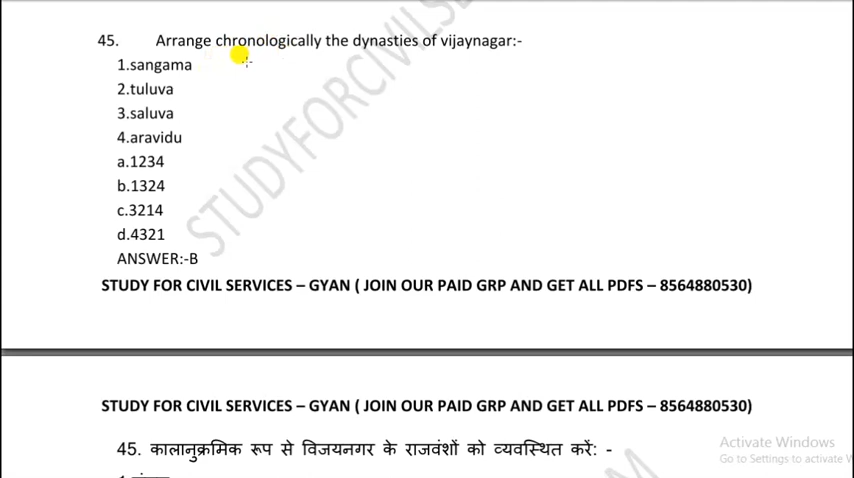 45. Arrange chronologically the dynasties of vijaynagar:-
1.sangama
2.tuluva
3.saluva
4.aravidu
a.1234
b.1324
c.3214
d.4321
ANSWER:-B
STUDY FOR CIVIL SERVICES – GYAN ( JOIN OUR PAID GRP AND GET ALL PDFS – 8564880530)
STUDYFORCIVILSE
STUDY FOR CIVIL SERVICES – GYAN ( JOIN OUR PAID GRP AND GET ALL PDFS – 8564880530)
45. कालानुक्रमिक रूप से विजयनगर के राजवंशों को व्यवस्थित करें: -
Activate Windows
Go to Settings to activate W